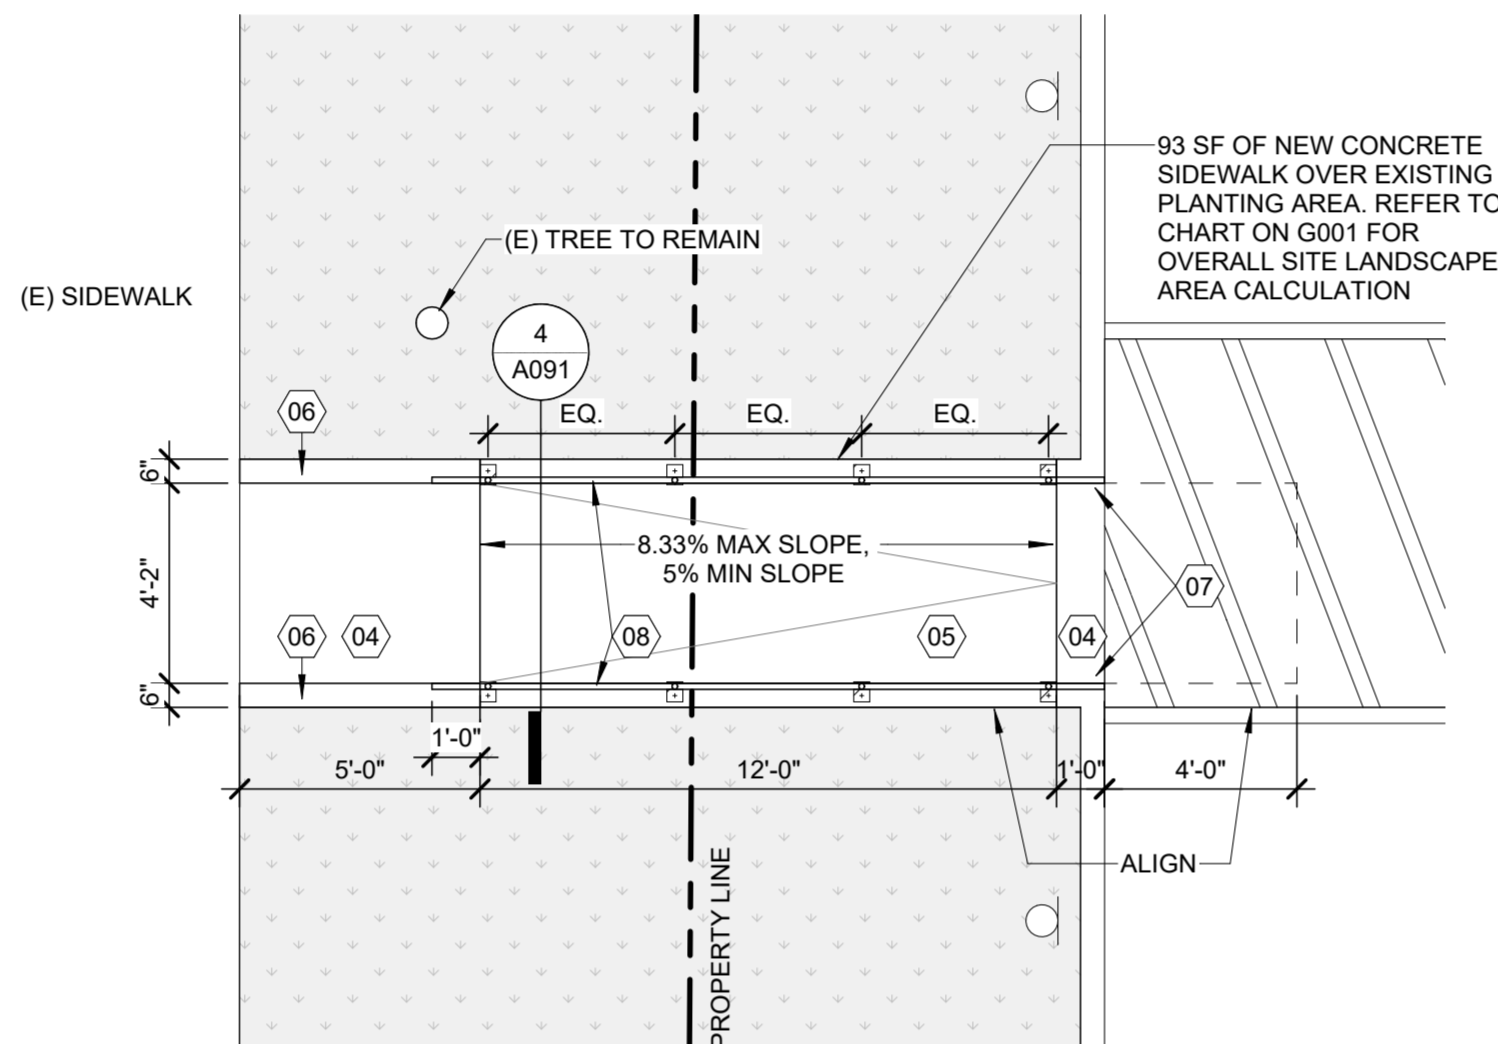 93 SF OF NEW CONCRETE
SIDEWALK OVER EXISTING
PLANTING AREA. REFER TO
CHART ON G001 FOR
OVERALL SITE LANDSCAPE
AREA CALCULATION
(E) TREE TO REMAIN
(E) SIDEWALK
4
A091
06
EQ.
EQ.
EQ.
6"
8.33% MAX SLOPE,
5% MIN SLOPE
4'-2"
07
06
04
08
05
04
6"
1'-0"
5'-0"
12'-0"
1'-0"
4'-0"
ALIGN
PROPERTY LINE